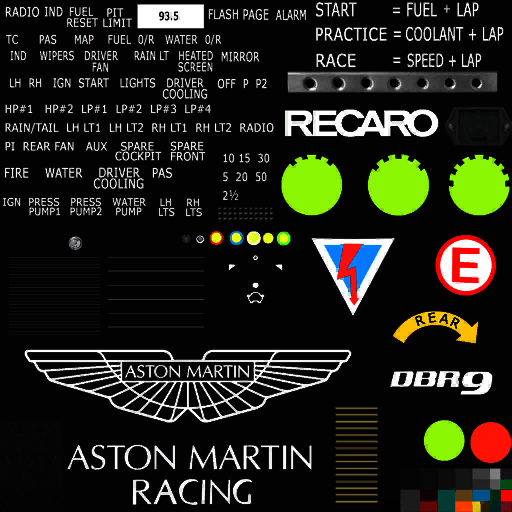 RADIO IND FUEL RESET PIT LIMIT 93.5 FLASH PAGE ALARM
START = FUEL + LAP
PRACTICE = COOLANT + LAP
RACE = SPEED + LAP
TC PAS MAP FUEL 0/R WATER 0/R
IND WIPERS DRIVER FAN RAIN LT HEATED SCREEN MIRROR
LH RH IGN START LIGHTS DRIVER COOLING OFF P P2
HP#1 HP#2 LP#1 LP#2 LP#3 LP#4
RAIN/TAIL LH LT1 LH LT2 RH LT1 RH LT2 RADIO
RECARO
PI REAR FAN AUX SPARE COCKPIT SPARE FRONT
10 15 30
FIRE WATER DRIVER COOLING PAS
5 20 50
2½
IGN PRESS PUMP1 PRESS PUMP2 WATER PUMP LH LTS RH LTS
E
REAR
ASTON MARTIN
DBR9
ASTON MARTIN
RACING